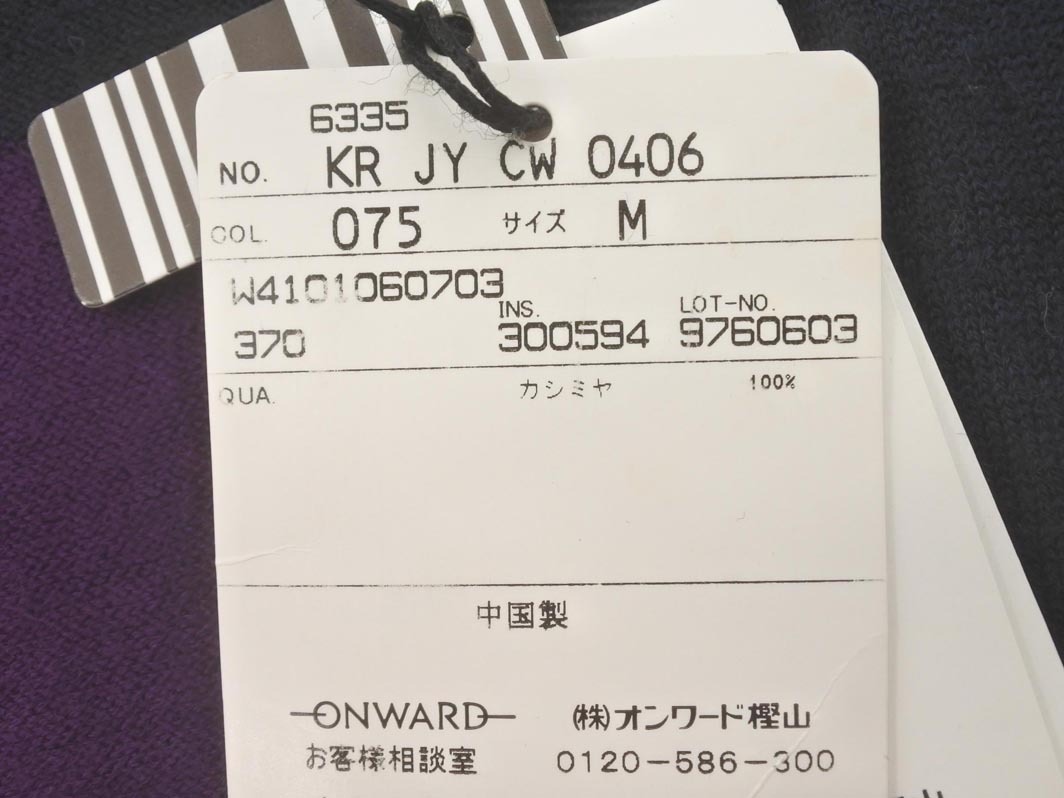 6335
NO. KR JY CW 0406
COL. 075 サイズ M
W4101060703
INS. LOT-NO.
370 300594 9760603
QUA. カシミヤ 100%
中国製
ONWARD (株)オンワード樫山
お客様相談室 0120-586-300